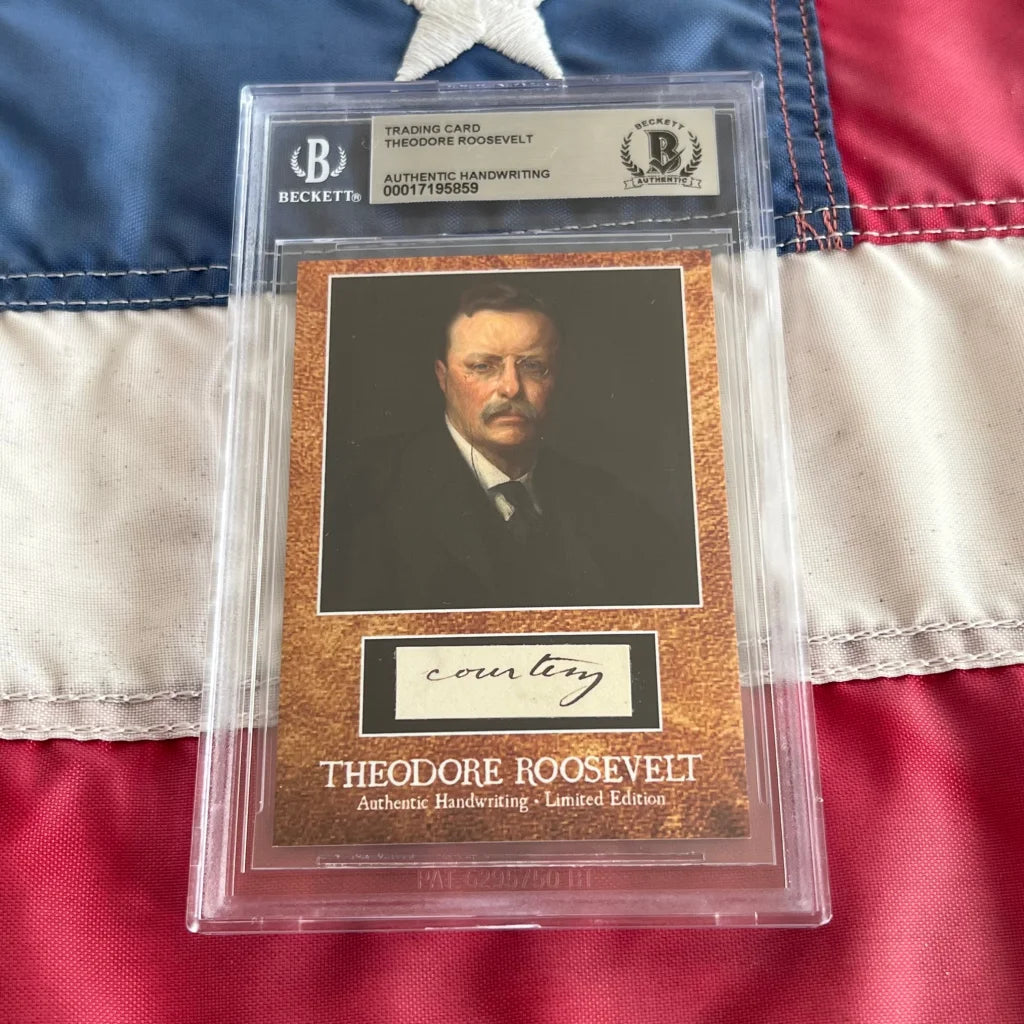 B
BECKETT®
TRADING CARD
THEODORE ROOSEVELT
AUTHENTIC HANDWRITING
00017195859
BECKETT
B
AUTHENTIC
courtesy
THEODORE ROOSEVELT
Authentic Handwriting • Limited Edition